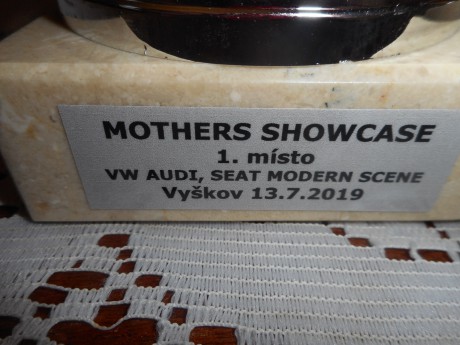 MOTHERS SHOWCASE
1. místo
VW AUDI, SEAT MODERN SCENE
Vyškov 13.7.2019